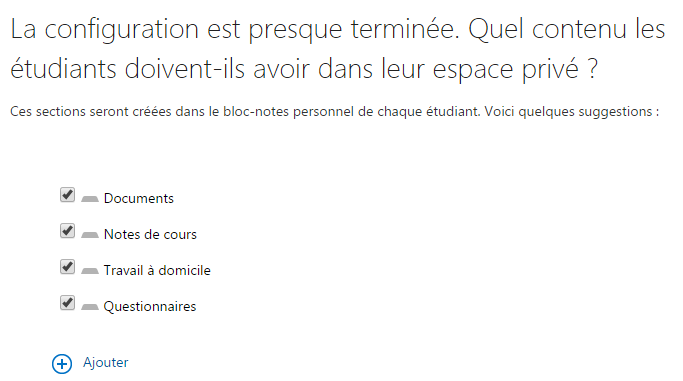 La configuration est presque terminée. Quel contenu les
étudiants doivent-ils avoir dans leur espace privé ?
Ces sections seront créées dans le bloc-notes personnel de chaque étudiant. Voici quelques suggestions :
Documents
Notes de cours
Travail à domicile
Questionnaires
Ajouter